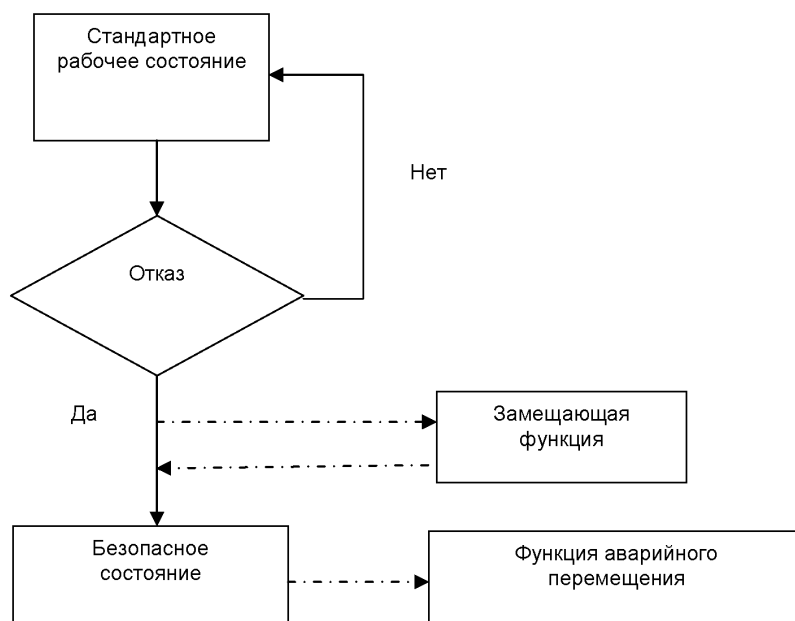 Стандартное
рабочее состояние
Нет
Отказ
Да
Замещающая
функция
Безопасное
состояние
Функция аварийного
перемещения